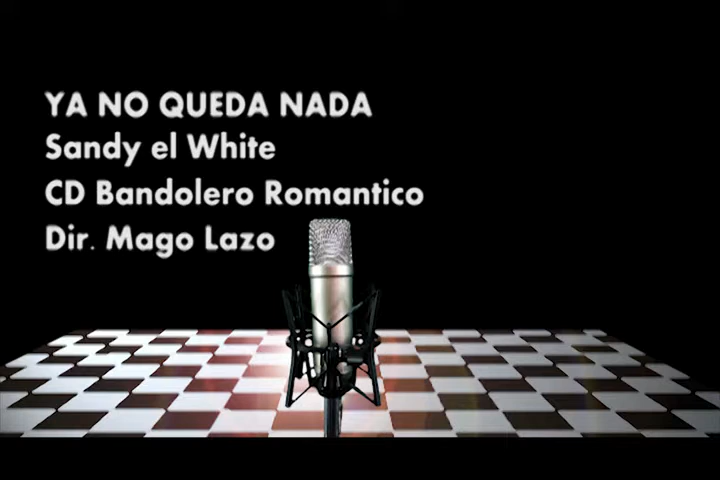 YA NO QUEDA NADA
Sandy el White
CD Bandolero Romantico
Dir. Mago Lazo